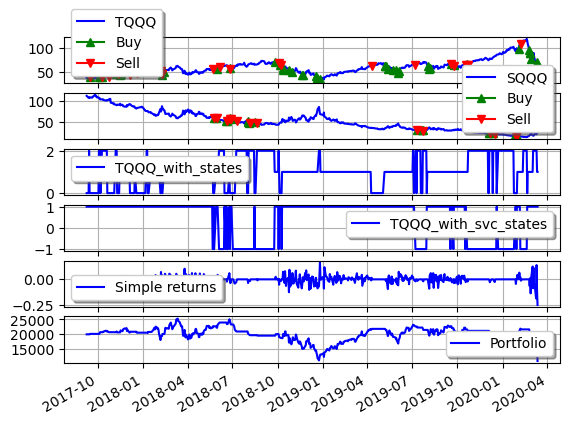 TQQQ
Buy
Sell
100
50
SQQQ
Buy
Sell
100
50
2
TQQQ_with_states
0
1
0
TQQQ_with_svc_states
−1
0.00
Simple returns
−0.25
25000
20000
15000
Portfolio
2017-10
2018-01
2018-04
2018-07
2018-10
2019-01
2019-04
2019-07
2019-10
2020-01
2020-04